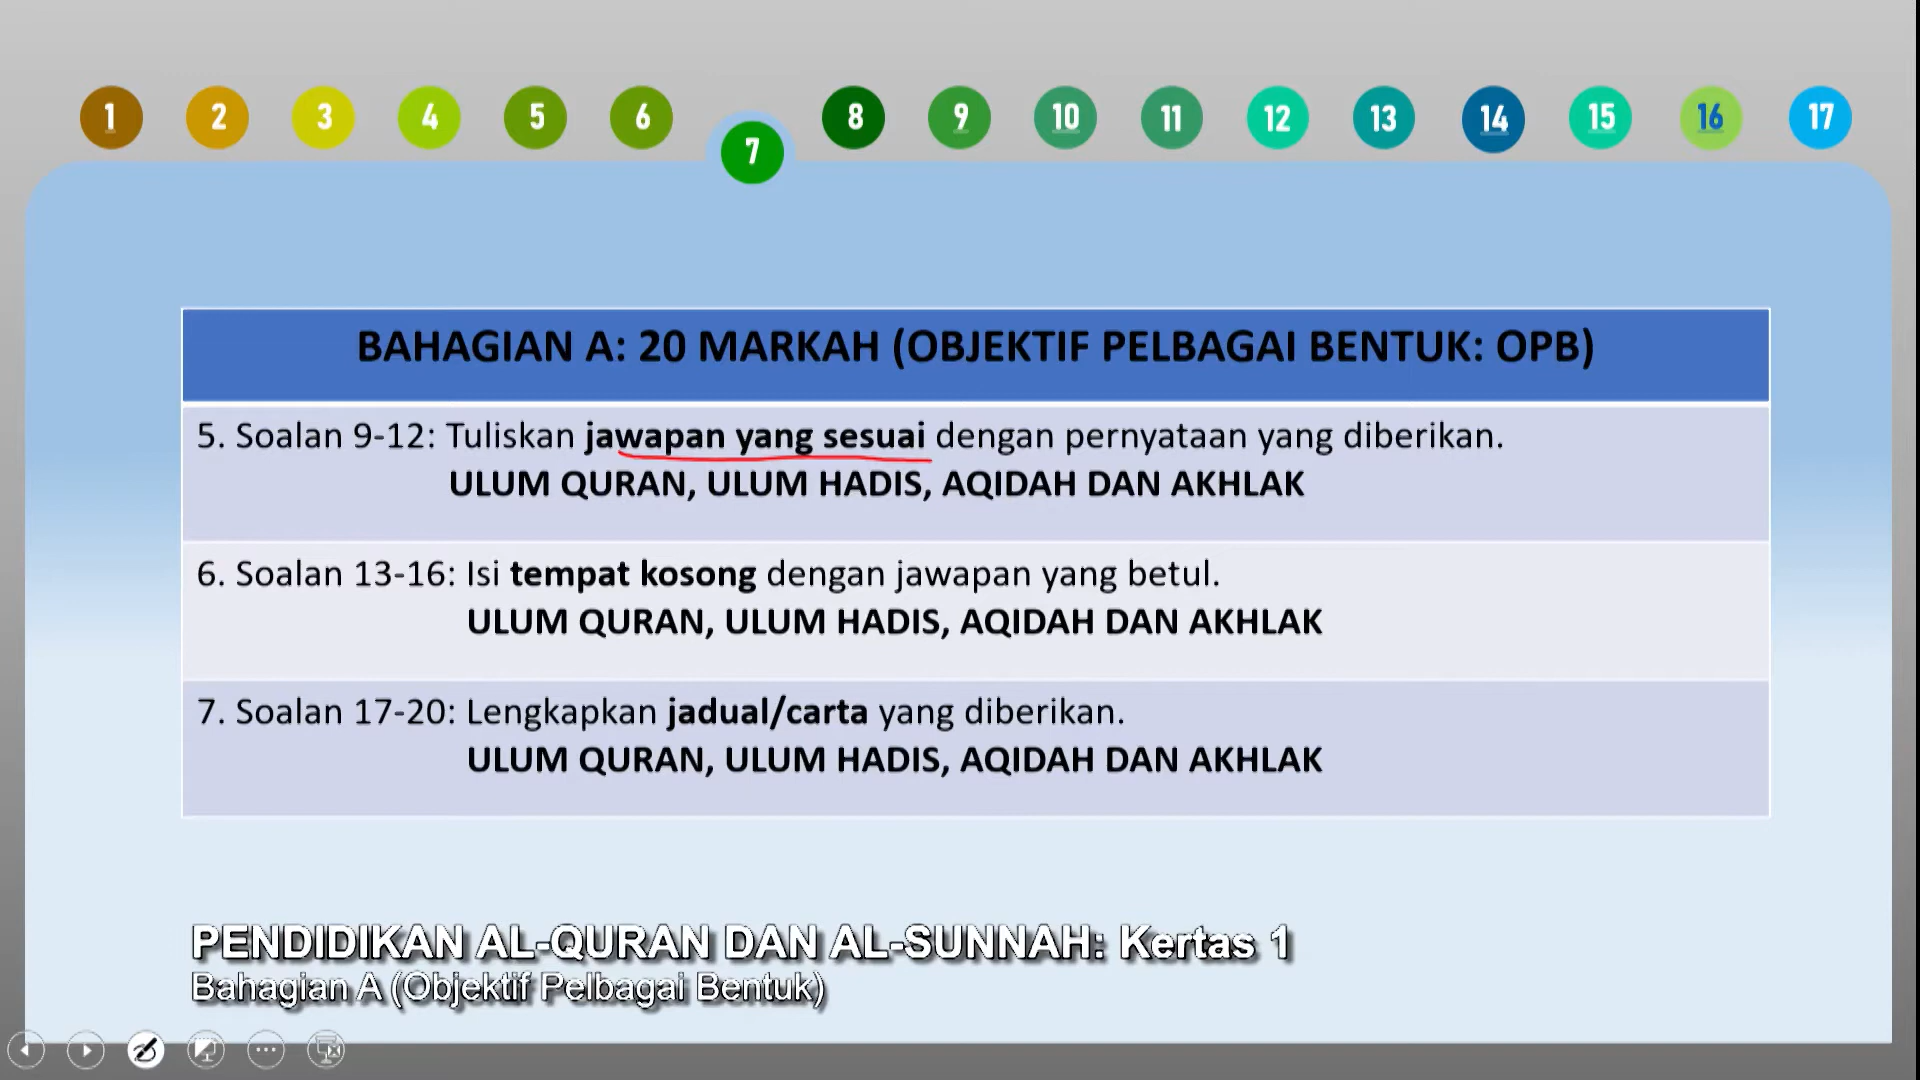 1 2 3 4 5 6 7 8 9 10 11 12 13 14 15 16 17
BAHAGIAN A: 20 MARKAH (OBJEKTIF PELBAGAI BENTUK: OPB)
5. Soalan 9-12: Tuliskan jawapan yang sesuai dengan pernyataan yang diberikan.
ULUM QURAN, ULUM HADIS, AQIDAH DAN AKHLAK
6. Soalan 13-16: Isi tempat kosong dengan jawapan yang betul.
ULUM QURAN, ULUM HADIS, AQIDAH DAN AKHLAK
7. Soalan 17-20: Lengkapkan jadual/carta yang diberikan.
ULUM QURAN, ULUM HADIS, AQIDAH DAN AKHLAK
PENDIDIKAN AL-QURAN DAN AL-SUNNAH: Kertas 1
Bahagian A (Objektif Pelbagai Bentuk)